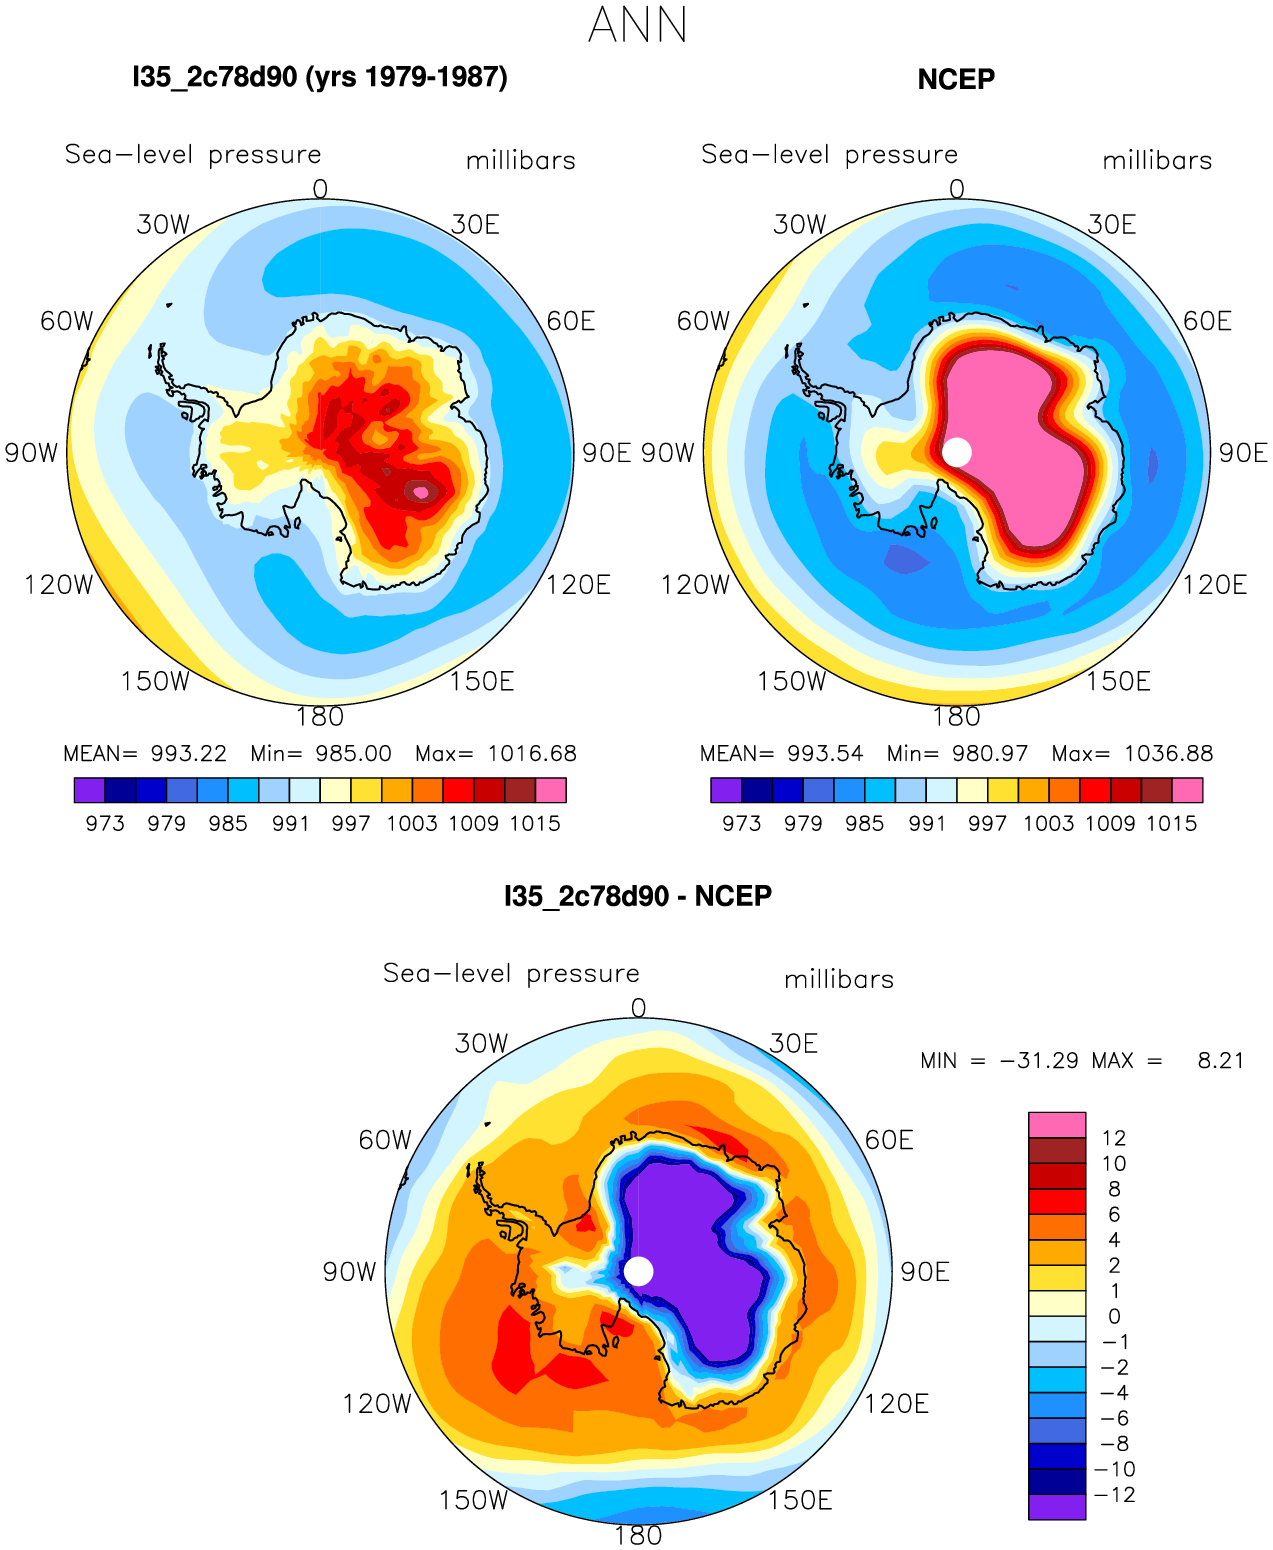 ANN
I35_2c78d90 (yrs 1979-1987)
NCEP
Sea-level pressure millibars
Sea-level pressure millibars
0
30W 30E
60W 60E
90W 90E
120W 120E
150W 150E
180
0
30W 30E
60W 60E
90W 90E
120W 120E
150W 150E
180
MEAN= 993.22 Min= 985.00 Max= 1016.68
973 979 985 991 997 1003 1009 1015
MEAN= 993.54 Min= 980.97 Max= 1036.88
973 979 985 991 997 1003 1009 1015
I35_2c78d90 - NCEP
Sea-level pressure millibars
0
30W 30E
60W 60E
90W 90E
120W 120E
150W 150E
180
MIN = -31.29 MAX = 8.21
12
10
8
6
4
2
1
0
-1
-2
-4
-6
-8
-10
-12